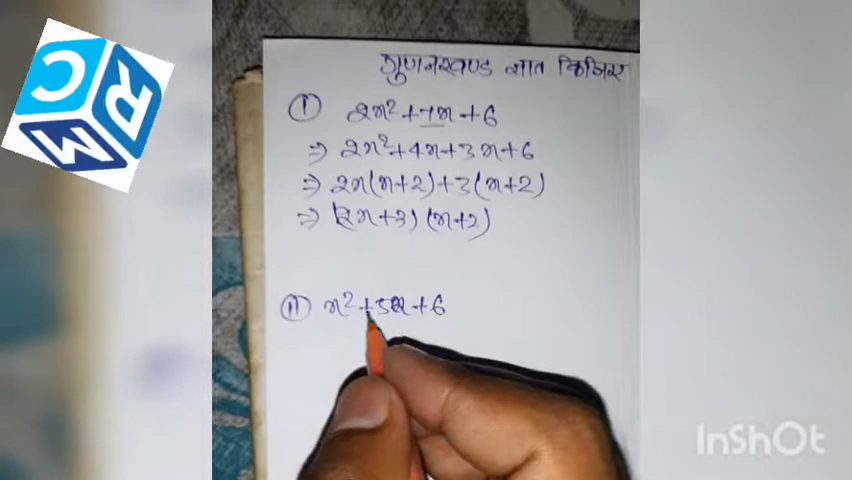 गुणनखण्ड ज्ञात किजिए
(I) 2x²+7x+6
⇒ 2x²+4x+3x+6
⇒ 2x(x+2)+3(x+2)
⇒ (2x+3)(x+2)
(II) x²+5x+6
C R M
InShOt